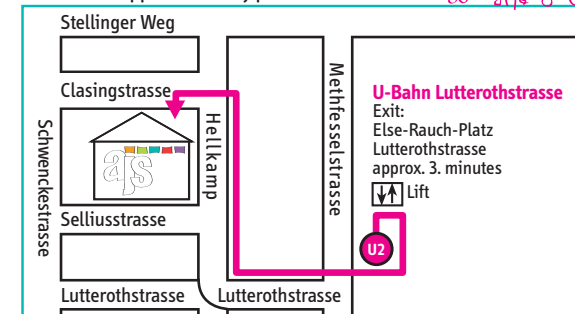 Stellinger Weg
Clasingstrasse
Schwenckestrasse
Hellkamp
Methfesselstrasse
ajs
U-Bahn Lutterothstrasse
Exit:
Else-Rauch-Platz
Lutterothstrasse
approx. 3. minutes
Lift
U2
Selliusstrasse
Lutterothstrasse
Lutterothstrasse